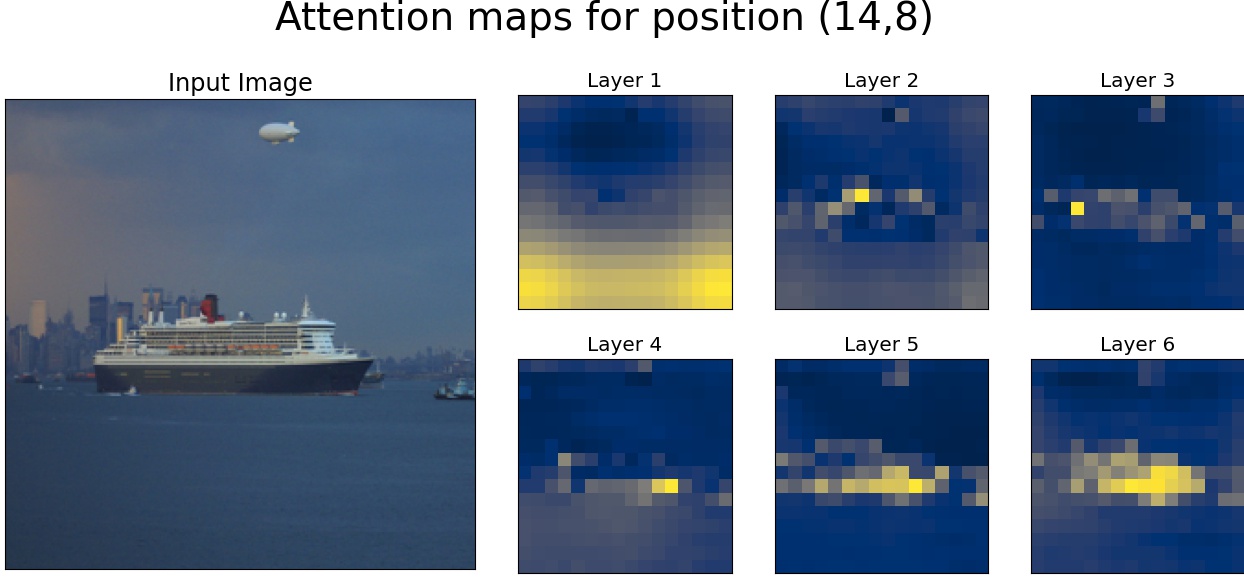 Attention maps for position (14,8)
Input Image
Layer 1
Layer 2
Layer 3
Layer 4
Layer 5
Layer 6